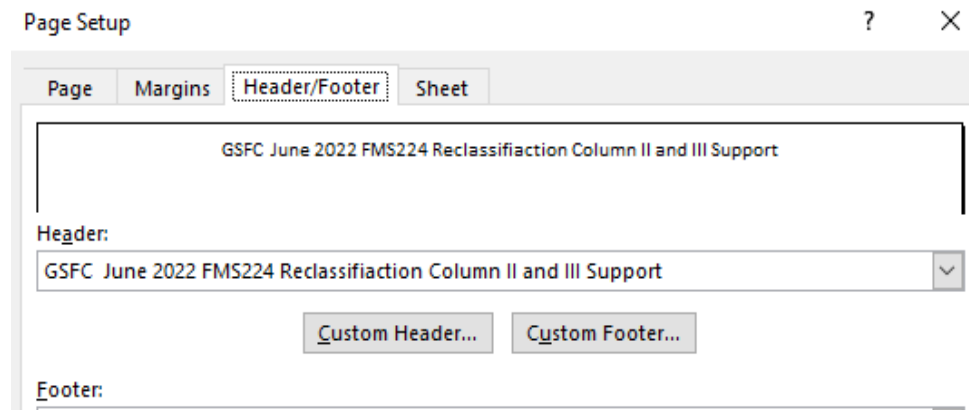 Page Setup ? ×
Page Margins Header/Footer Sheet
GSFC June 2022 FMS224 Reclassifiaction Column II and III Support
Header:
GSFC June 2022 FMS224 Reclassifiaction Column II and III Support
Custom Header... Custom Footer...
Footer: